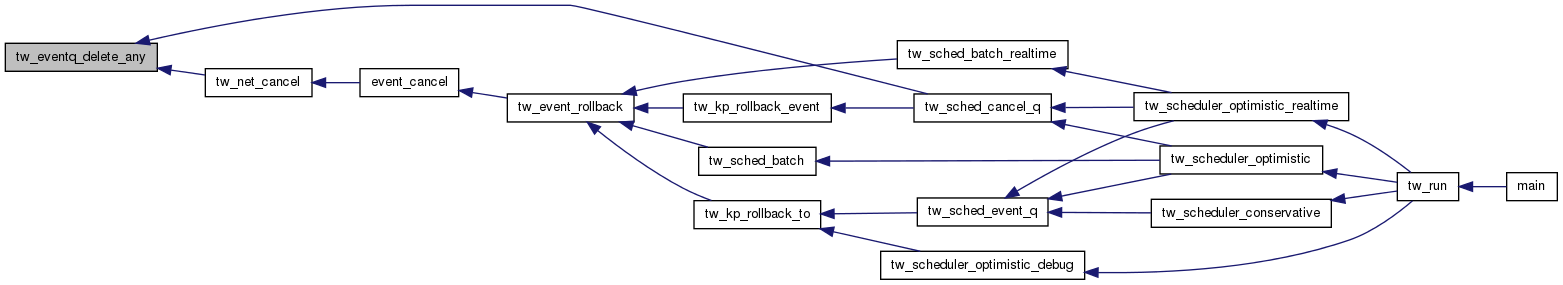 tw_eventq_delete_any
tw_net_cancel
event_cancel
tw_event_rollback
tw_sched_batch_realtime
tw_kp_rollback_event
tw_sched_cancel_q
tw_scheduler_optimistic_realtime
tw_sched_batch
tw_scheduler_optimistic
tw_run
main
tw_kp_rollback_to
tw_sched_event_q
tw_scheduler_conservative
tw_scheduler_optimistic_debug